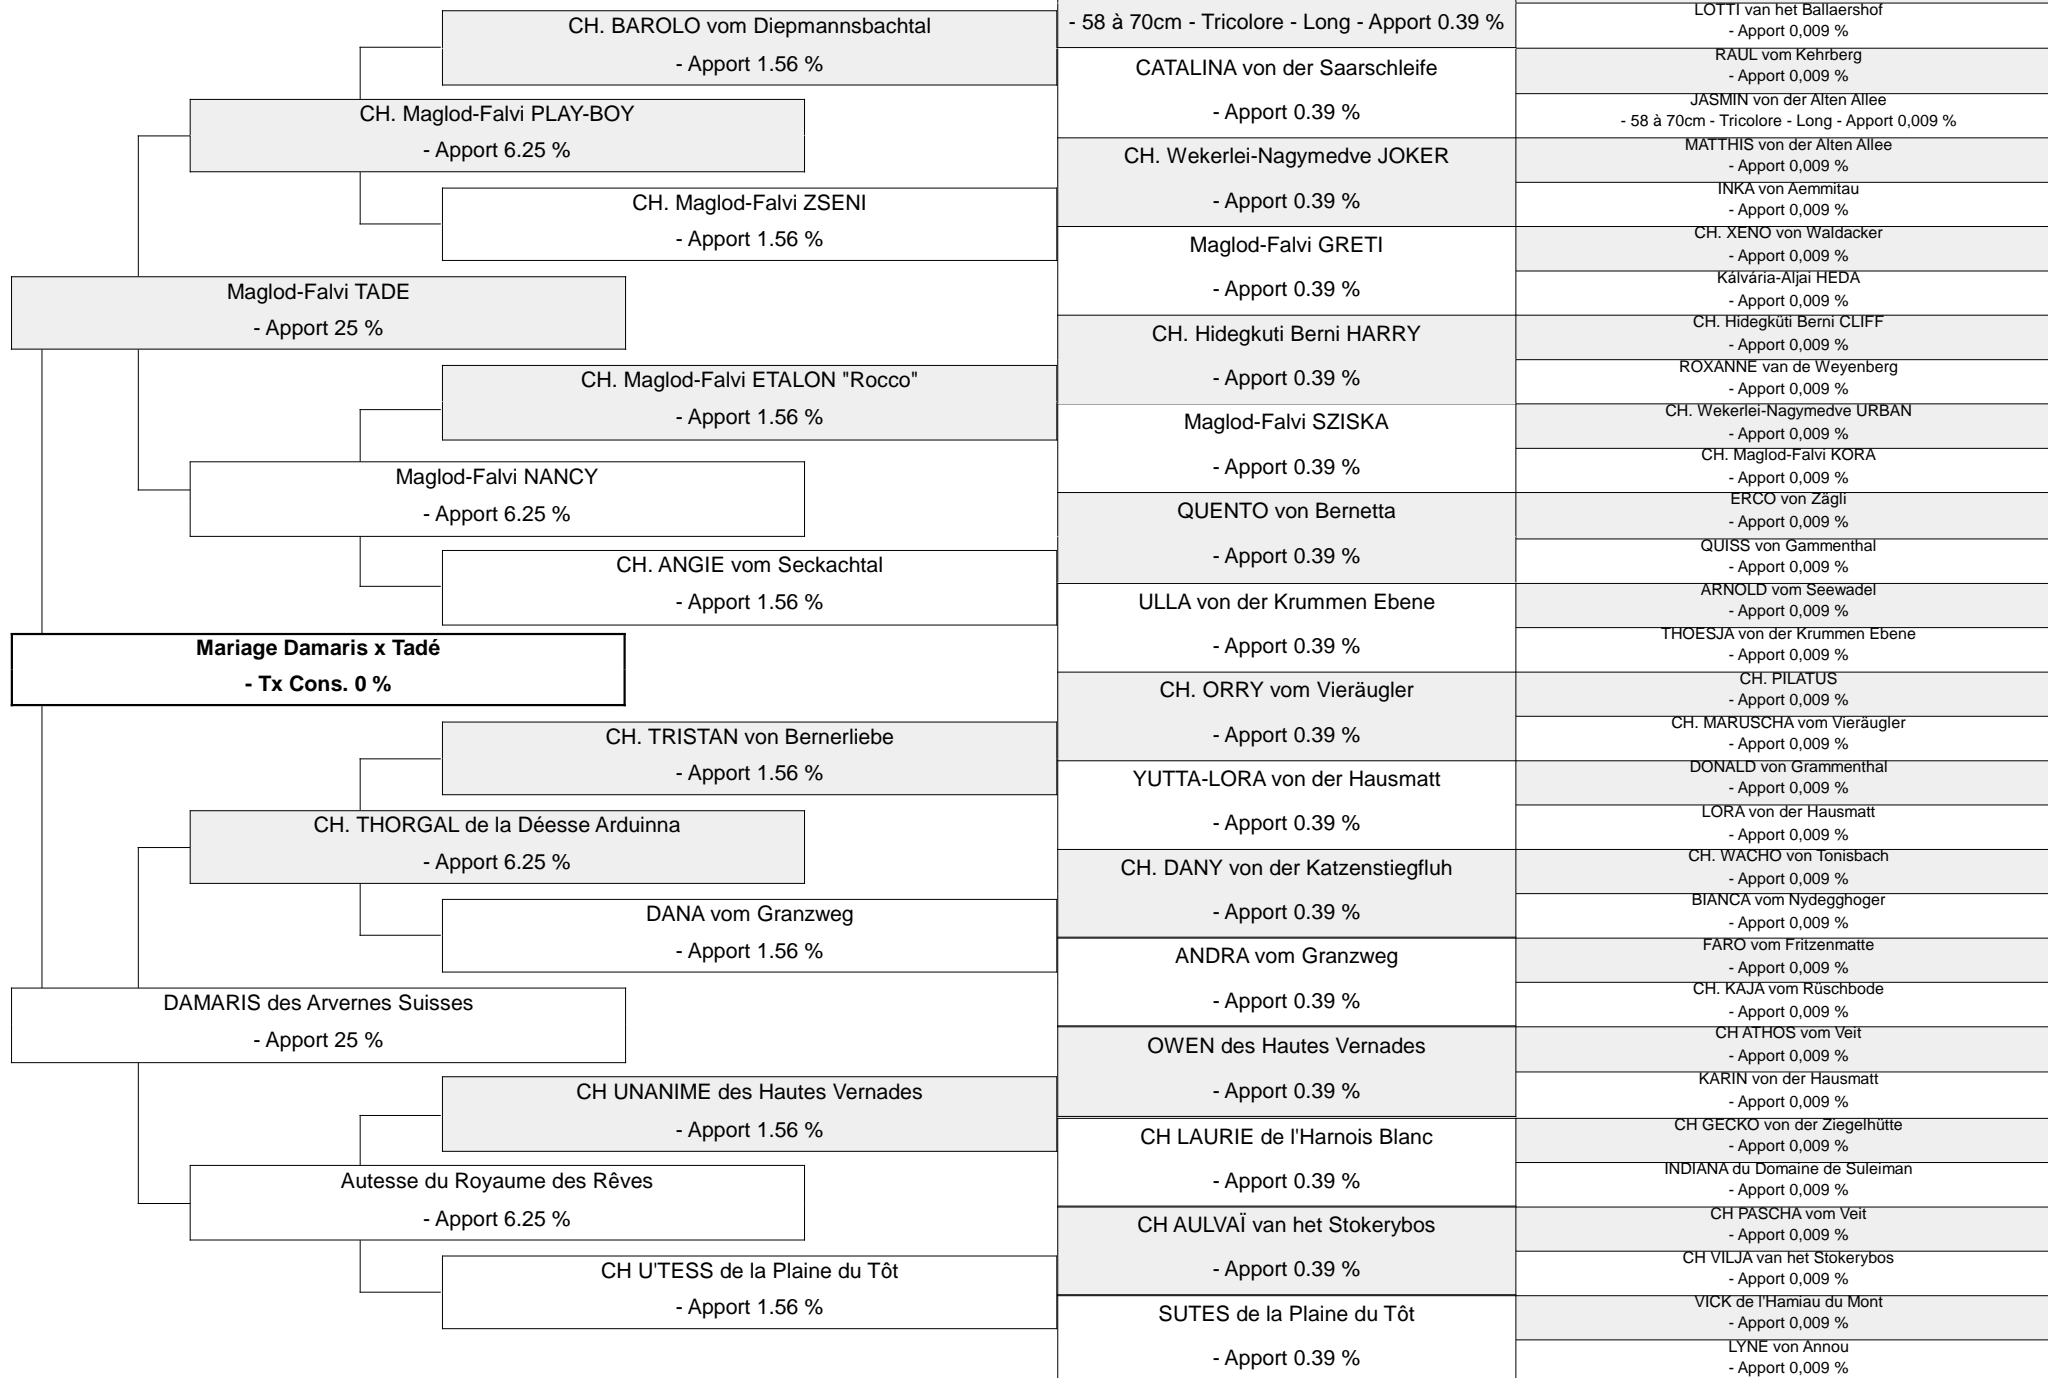 CH. BAROLO vom Diepmannsbachtal
- Apport 1.56 %
CH. Maglod-Falvi PLAY-BOY
- Apport 6.25 %
CH. Maglod-Falvi ZSENI
- Apport 1.56 %
Maglod-Falvi TADE
- Apport 25 %
CH. Maglod-Falvi ETALON "Rocco"
- Apport 1.56 %
Maglod-Falvi NANCY
- Apport 6.25 %
CH. ANGIE vom Seckachtal
- Apport 1.56 %
Mariage Damaris x Tadé
- Tx Cons. 0 %
CH. TRISTAN von Bernerliebe
- Apport 1.56 %
CH. THORGAL de la Déesse Arduinna
- Apport 6.25 %
DANA vom Granzweg
- Apport 1.56 %
DAMARIS des Arvernes Suisses
- Apport 25 %
CH UNANIME des Hautes Vernades
- Apport 1.56 %
Autesse du Royaume des Rêves
- Apport 6.25 %
CH U'TESS de la Plaine du Tôt
- Apport 1.56 %
- 58 à 70cm - Tricolore - Long - Apport 0.39 %
CATALINA von der Saarschleife
- Apport 0.39 %
CH. Wekerlei-Nagymedve JOKER
- Apport 0.39 %
Maglod-Falvi GRETI
- Apport 0.39 %
CH. Hidegkuti Berni HARRY
- Apport 0.39 %
Maglod-Falvi SZISKA
- Apport 0.39 %
QUENTO von Bernetta
- Apport 0.39 %
ULLA von der Krummen Ebene
- Apport 0.39 %
CH. ORRY vom Vieräugler
- Apport 0.39 %
YUTTA-LORA von der Hausmatt
- Apport 0.39 %
CH. DANY von der Katzenstiegfluh
- Apport 0.39 %
ANDRA vom Granzweg
- Apport 0.39 %
OWEN des Hautes Vernades
- Apport 0.39 %
CH LAURIE de l'Harnois Blanc
- Apport 0.39 %
CH AULVAÏ van het Stokerybos
- Apport 0.39 %
SUTES de la Plaine du Tôt
- Apport 0.39 %
LOTTI van het Ballaershof
- Apport 0,009 %
RAUL vom Kehrberg
- Apport 0,009 %
JASMIN von der Alten Allee
- 58 à 70cm - Tricolore - Long - Apport 0,009 %
MATTHIS von der Alten Allee
- Apport 0,009 %
INKA von Aemmitau
- Apport 0,009 %
CH. XENO von Waldacker
- Apport 0,009 %
Kálvária-Aljai HEDA
- Apport 0,009 %
CH. Hidegküti Berni CLIFF
- Apport 0,009 %
ROXANNE van de Weyenberg
- Apport 0,009 %
CH. Wekerlei-Nagymedve URBAN
- Apport 0,009 %
CH. Maglod-Falvi KORA
- Apport 0,009 %
ERCO von Zägli
- Apport 0,009 %
QUISS von Gammenthal
- Apport 0,009 %
ARNOLD vom Seewadel
- Apport 0,009 %
THOESJA von der Krummen Ebene
- Apport 0,009 %
CH. PILATUS
- Apport 0,009 %
CH. MARUSCHA vom Vieräugler
- Apport 0,009 %
DONALD von Grammenthal
- Apport 0,009 %
LORA von der Hausmatt
- Apport 0,009 %
CH. WACHO von Tonisbach
- Apport 0,009 %
BIANCA vom Nydegghoger
- Apport 0,009 %
FARO vom Fritzenmatte
- Apport 0,009 %
CH. KAJA vom Rüschbode
- Apport 0,009 %
CH ATHOS vom Veit
- Apport 0,009 %
KARIN von der Hausmatt
- Apport 0,009 %
CH GECKO von der Ziegelhütte
- Apport 0,009 %
INDIANA du Domaine de Suleiman
- Apport 0,009 %
CH PASCHA vom Veit
- Apport 0,009 %
CH VILJA van het Stokerybos
- Apport 0,009 %
VICK de l'Hamiau du Mont
- Apport 0,009 %
LYNE von Annou
- Apport 0,009 %